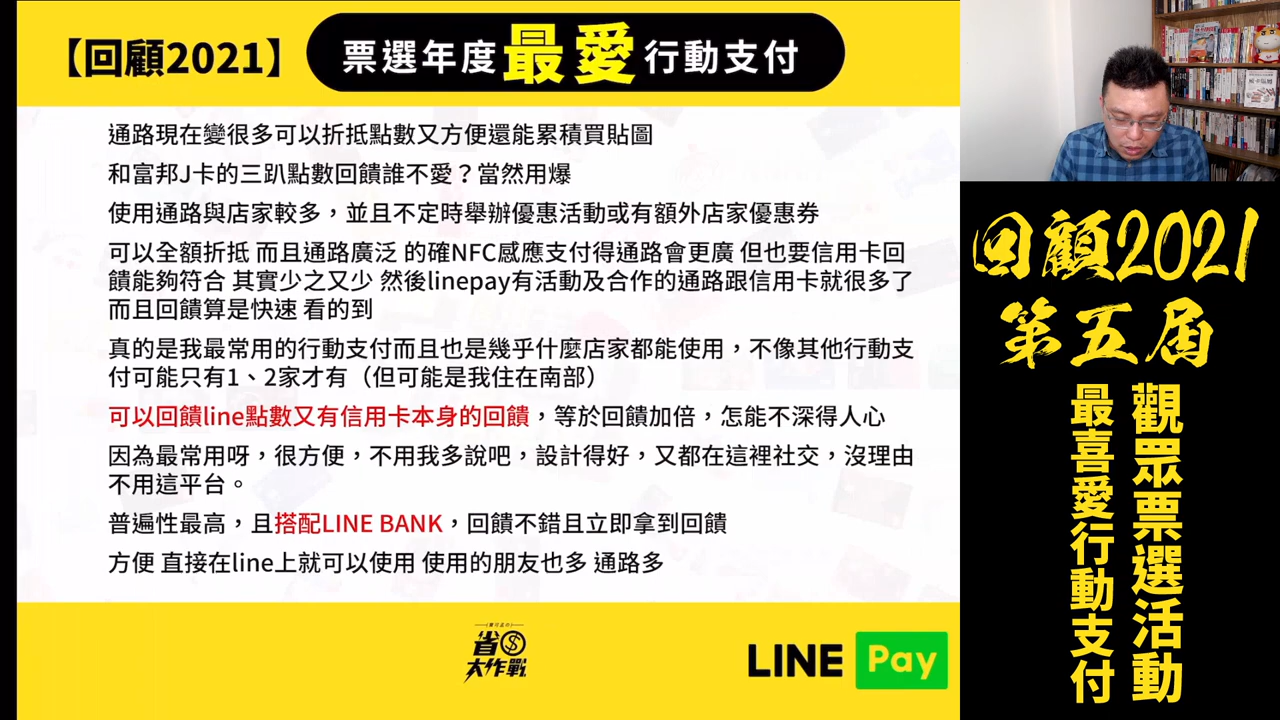 【回顧2021】
票選年度最愛行動支付
通路現在變很多可以折抵點數又方便還能累積買貼圖
和富邦J卡的三趴點數回饋誰不愛？當然用爆
使用通路與店家較多，並且不定時舉辦優惠活動或有額外店家優惠券
可以全額折抵 而且通路廣泛 的確NFC感應支付得通路會更廣 但也要信用卡回
饋能夠符合 其實少之又少 然後linepay有活動及合作的通路跟信用卡就很多了
而且回饋算是快速 看的到
真的是我最常用的行動支付而且也是幾乎什麼店家都能使用，不像其他行動支
付可能只有1、2家才有（但可能是我住在南部）
可以回饋line點數又有信用卡本身的回饋，等於回饋加倍，怎能不深得人心
因為最常用呀，很方便，不用我多說吧，設計得好，又都在這裡社交，沒理由
不用這平台。
普遍性最高，且搭配LINE BANK，回饋不錯且立即拿到回饋
方便 直接在line上就可以使用 使用的朋友也多 通路多
省
大作戰
LINE Pay
回顧2021
第五屆
觀眾票選活動
最喜愛行動支付